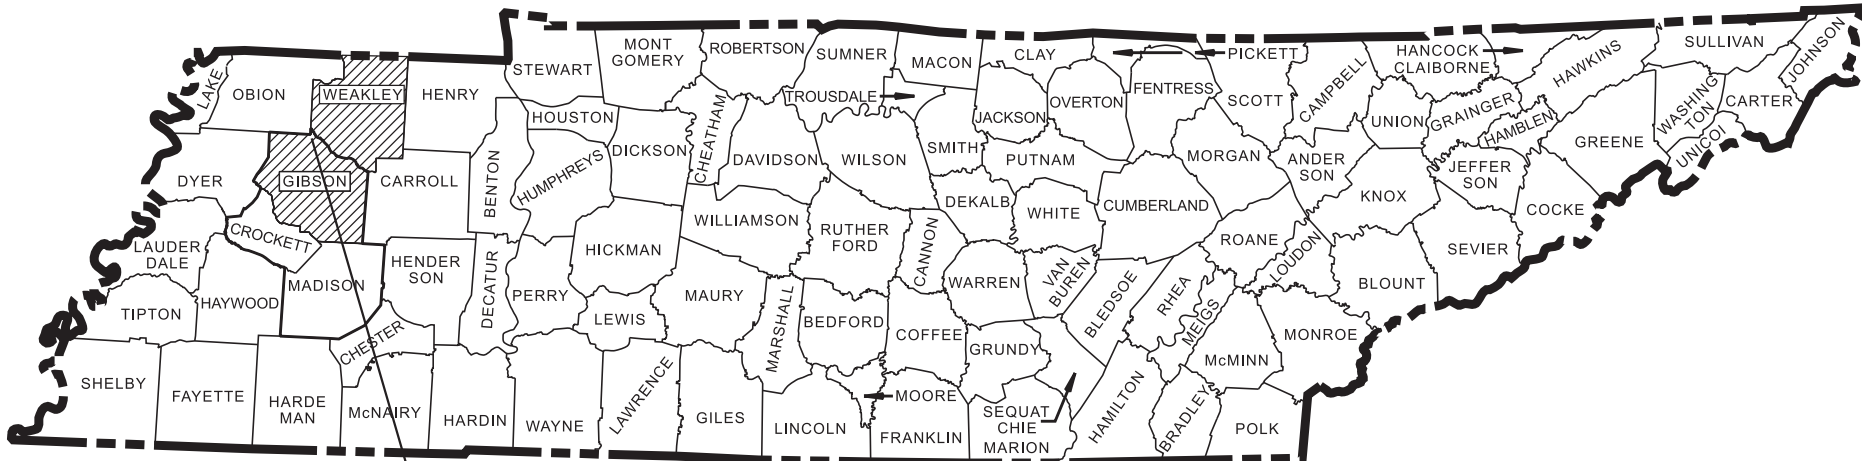 LAKE
OBION
WEAKLEY
HENRY
STEWART
MONT
GOMERY
ROBERTSON
SUMNER
MACON
CLAY
PICKETT
HANCOCK
CLAIBORNE
HAWKINS
SULLIVAN
JOHNSON
TROUSDALE
JACKSON
OVERTON
FENTRESS
SCOTT
CAMPBELL
UNION
GRAINGER
HAMBLEN
WASHING
TON
CARTER
UNICOI
GREENE
HOUSTON
DICKSON
CHEATHAM
DAVIDSON
WILSON
SMITH
PUTNAM
MORGAN
ANDER
SON
KNOX
JEFFER
SON
COCKE
DYER
GIBSON
CARROLL
BENTON
HUMPHREYS
WILLIAMSON
RUTHER
FORD
CANNON
DEKALB
WHITE
CUMBERLAND
ROANE
LOUDON
BLOUNT
SEVIER
LAUDER
DALE
CROCKETT
HAYWOOD
MADISON
HENDER
SON
DECATUR
PERRY
HICKMAN
LEWIS
MAURY
MARSHALL
BEDFORD
COFFEE
WARREN
VAN
BUREN
BLEDSOE
RHEA
MEIGS
McMINN
MONROE
TIPTON
SHELBY
FAYETTE
HARDE
MAN
CHESTER
McNAIRY
HARDIN
WAYNE
LAWRENCE
GILES
LINCOLN
MOORE
FRANKLIN
GRUNDY
SEQUAT
CHIE
MARION
HAMILTON
BRADLEY
POLK